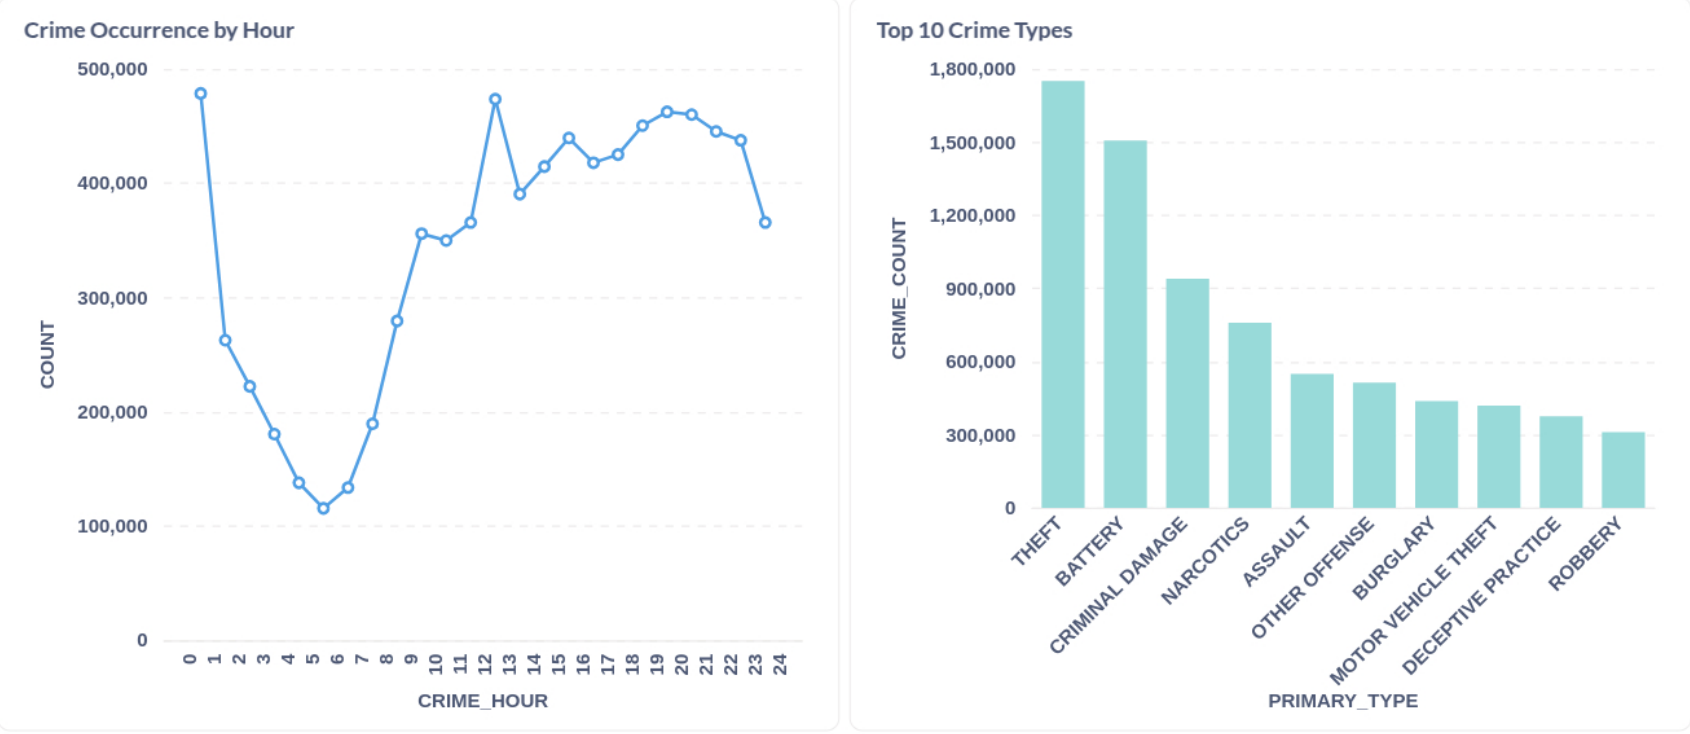 Crime Occurrence by Hour
500,000
400,000
300,000
200,000
100,000
0
COUNT
0 1 2 3 4 5 6 7 8 9 10 11 12 13 14 15 16 17 18 19 20 21 22 23 24
CRIME_HOUR
Top 10 Crime Types
1,800,000
1,500,000
1,200,000
900,000
600,000
300,000
0
CRIME_COUNT
THEFT
BATTERY
CRIMINAL DAMAGE
NARCOTICS
ASSAULT
OTHER OFFENSE
BURGLARY
MOTOR VEHICLE THEFT
DECEPTIVE PRACTICE
ROBBERY
PRIMARY_TYPE